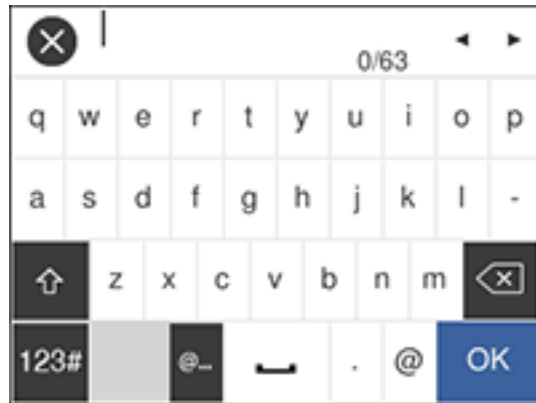 0/63
q w e r t y u i o p
a s d f g h j k l -
z x c v b n m
123# @... . @ OK